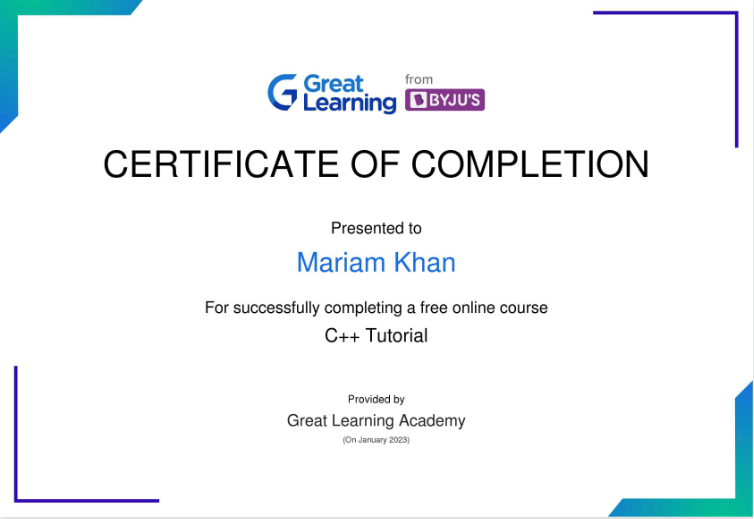 Great Learning
from
BYJU'S
CERTIFICATE OF COMPLETION
Presented to
Mariam Khan
For successfully completing a free online course
C++ Tutorial
Provided by
Great Learning Academy
(On January 2023)